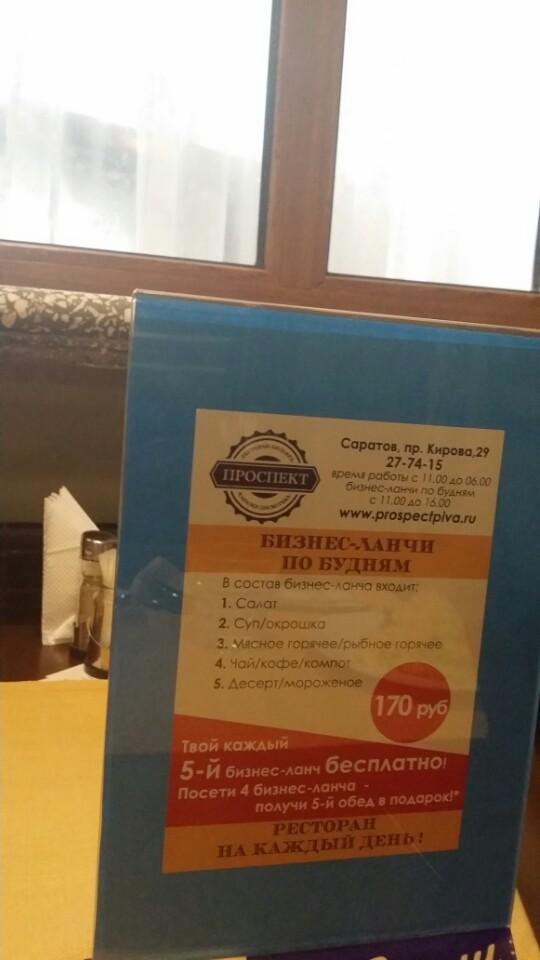 ПРОСПЕКТ
Саратов, пр. Кирова,29
27-74-15
время работы с 11.00 до 06.00
бизнес-ланчи по будням
с 11.00 до 16.00
www.prospectpiva.ru
БИЗНЕС-ЛАНЧИ
ПО БУДНЯМ
В состав бизнес-ланча входит:
1. Салат
2. Суп/окрошка
3. Мясное горячее/рыбное горячее
4. Чай/кофе/компот
5. Десерт/мороженое
170 руб
Твой каждый
5-й бизнес-ланч бесплатно!
Посети 4 бизнес-ланча -
получи 5-й обед в подарок!*
РЕСТОРАН
НА КАЖДЫЙ ДЕНЬ!